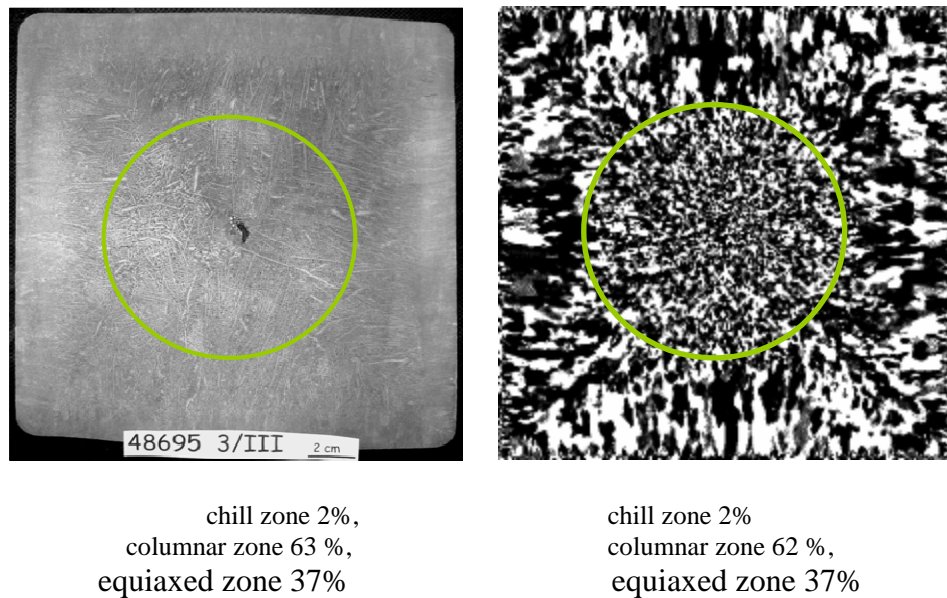 48695 3/III 2 cm
chill zone 2%,
columnar zone 63 %,
equiaxed zone 37%
chill zone 2%
columnar zone 62 %,
equiaxed zone 37%